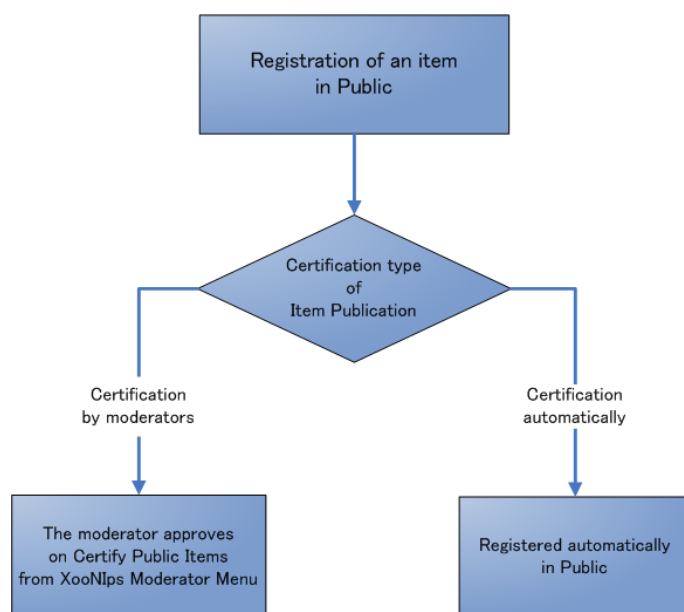 Registration of an item
in Public
Certification type
of
Item Publication
Certification
by moderators
Certification
automatically
The moderator approves
on Certify Public Items
from XooNIps Moderator Menu
Registered automatically
in Public